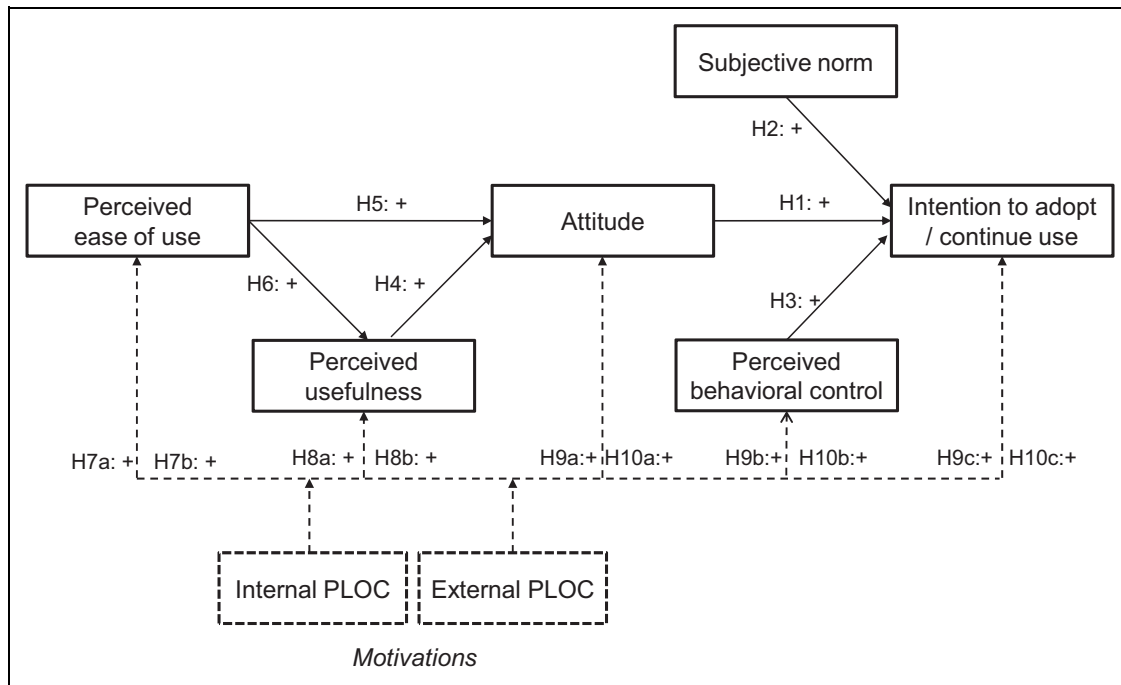 Subjective norm
H2: +
Perceived
ease of use
H5: +
Attitude
H1: +
Intention to adopt
/ continue use
H6: +
H4: +
H3: +
Perceived
usefulness
Perceived
behavioral control
H7a: +
H7b: +
H8a: +
H8b: +
H9a:+
H10a:+
H9b:+
H10b:+
H9c:+
H10c:+
Internal PLOC
External PLOC
Motivations